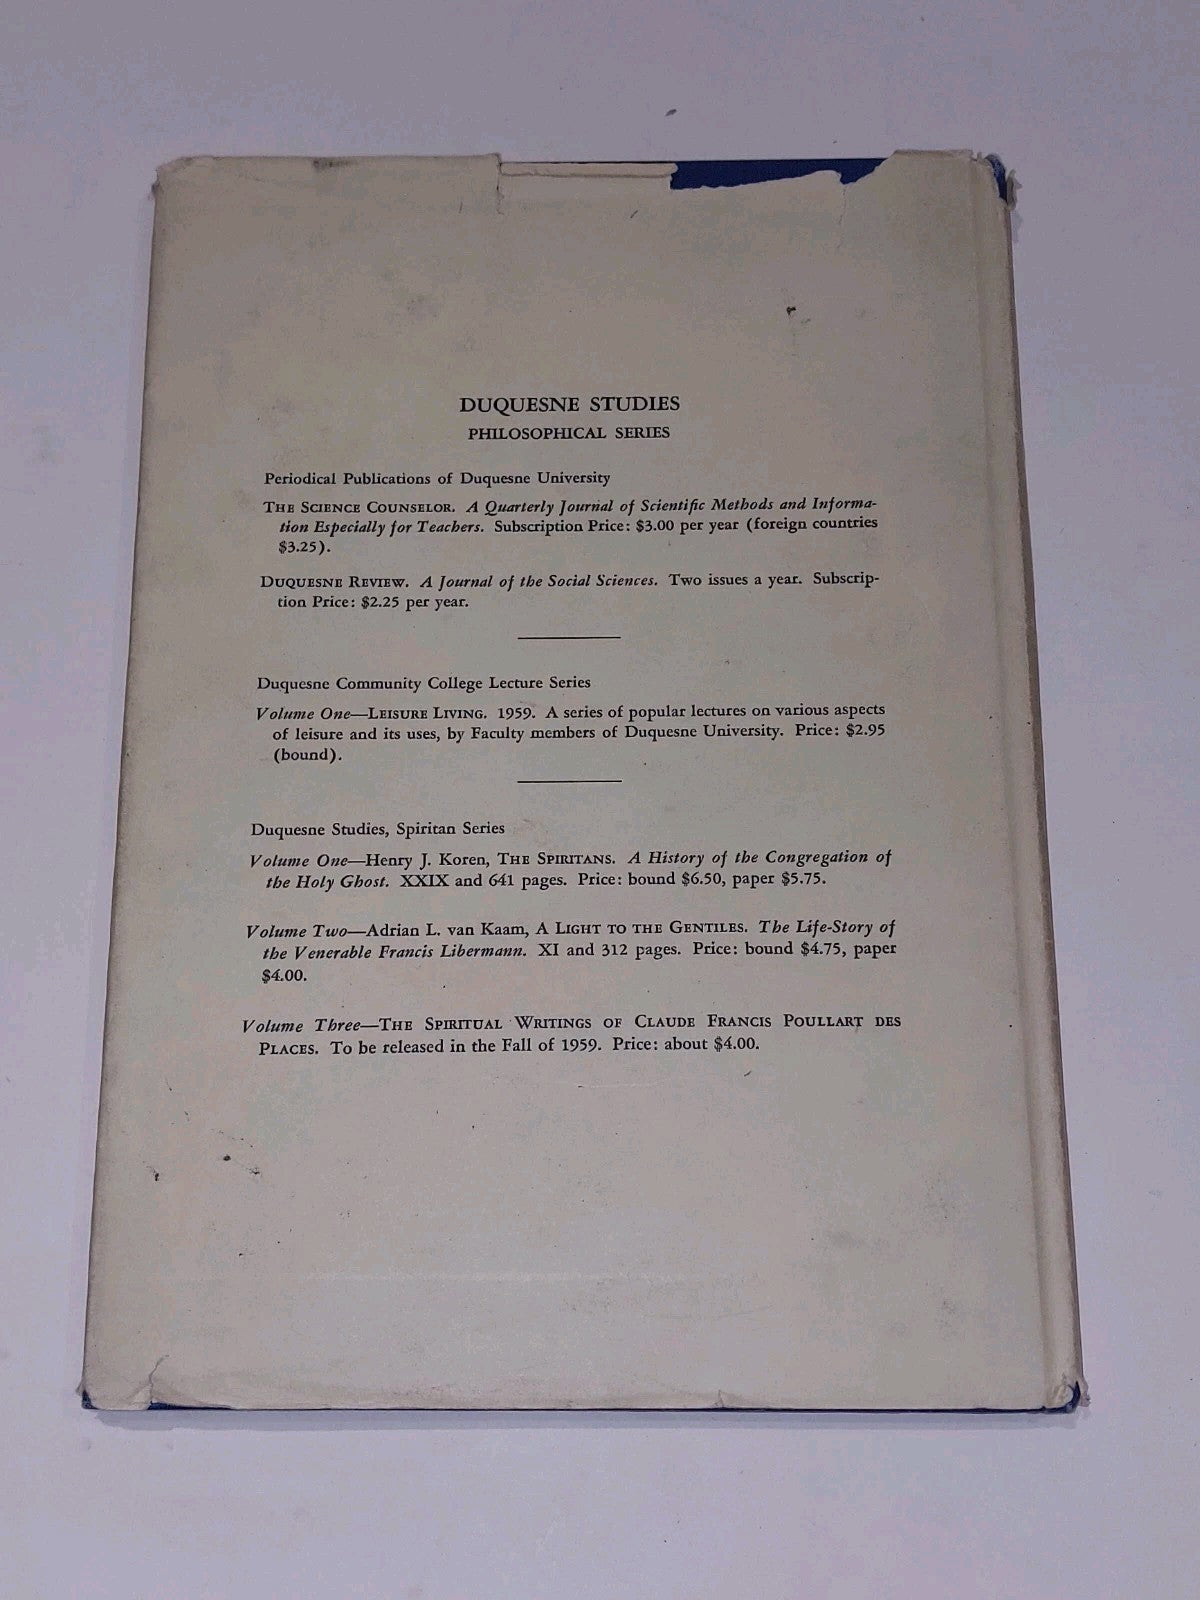 DUQUESNE STUDIES
PHILOSOPHICAL SERIES
Periodical Publications of Duquesne University
THE SCIENCE COUNSELOR. A Quarterly Journal of Scientific Methods and Informa-
tion Especially for Teachers. Subscription Price: $3.00 per year (foreign countries
$3.25).
DUQUESNE REVIEW. A Journal of the Social Sciences. Two issues a year. Subscrip-
tion Price: $2.25 per year.
Duquesne Community College Lecture Series
Volume One—LEISURE LIVING. 1959. A series of popular lectures on various aspects
of leisure and its uses, by Faculty members of Duquesne University. Price: $2.95
(bound).
Duquesne Studies, Spiritan Series
Volume One—Henry J. Koren, THE SPIRITANS. A History of the Congregation of
the Holy Ghost. XXIX and 641 pages. Price: bound $6.50, paper $5.75.
Volume Two—Adrian L. van Kaam, A LIGHT TO THE GENTILES. The Life-Story of
the Venerable Francis Libermann. XI and 312 pages. Price: bound $4.75, paper
$4.00.
Volume Three—THE SPIRITUAL WRITINGS OF CLAUDE FRANCIS POULLART DES
PLACES. To be released in the Fall of 1959. Price: about $4.00.